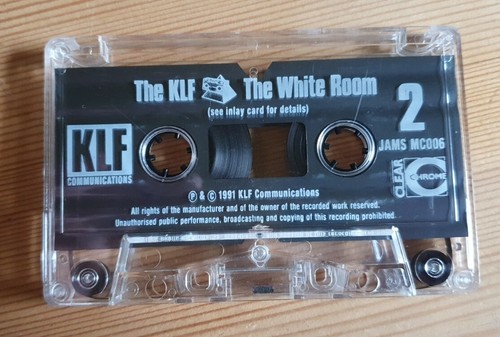 The KLF The White Room
(see inlay card for details)
2
JAMS MC006
KLF
COMMUNICATIONS
CLEAR
CHROME
℗ & © 1991 KLF Communications
All rights of the manufacturer and of the owner of the recorded work reserved.
Unauthorised public performance, broadcasting and copying of this recording prohibited.